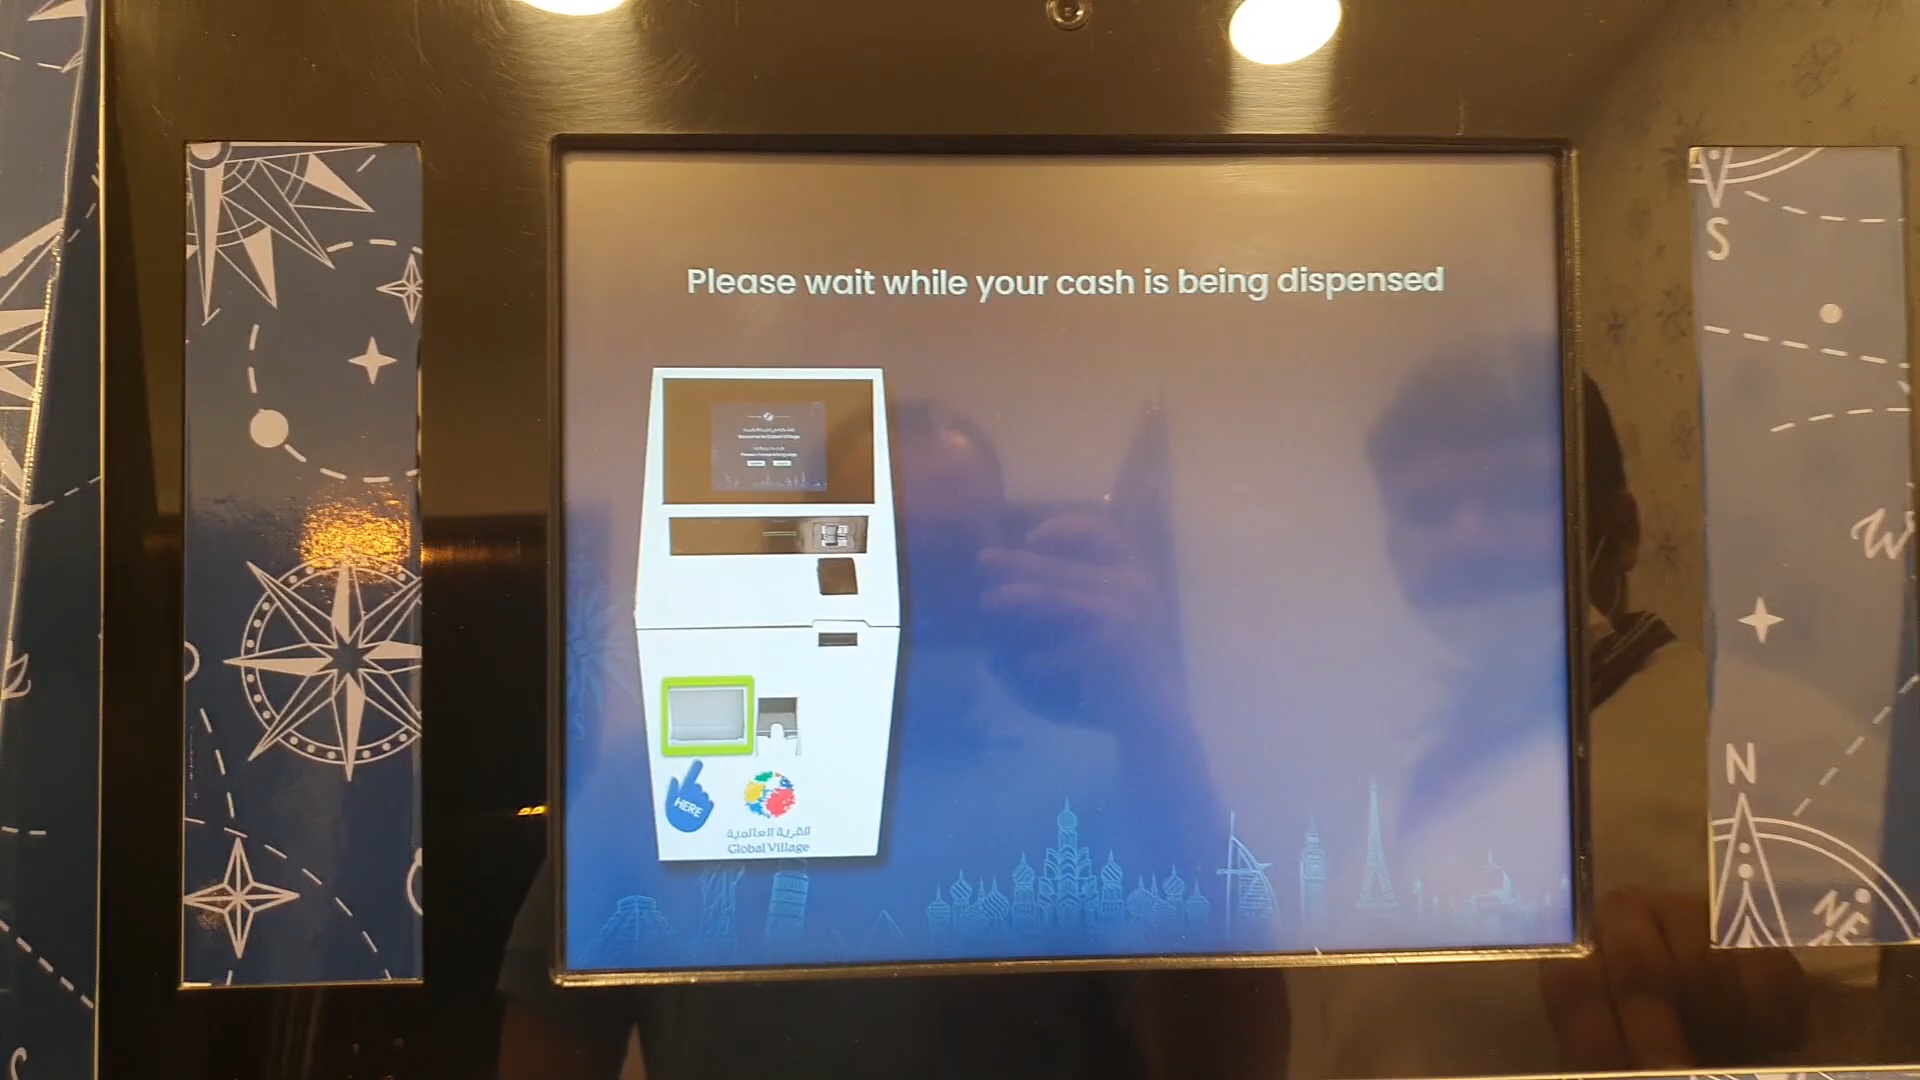 Please wait while your cash is being dispensed
HERE
القرية العالمية
Global Village
S
W
N
NE